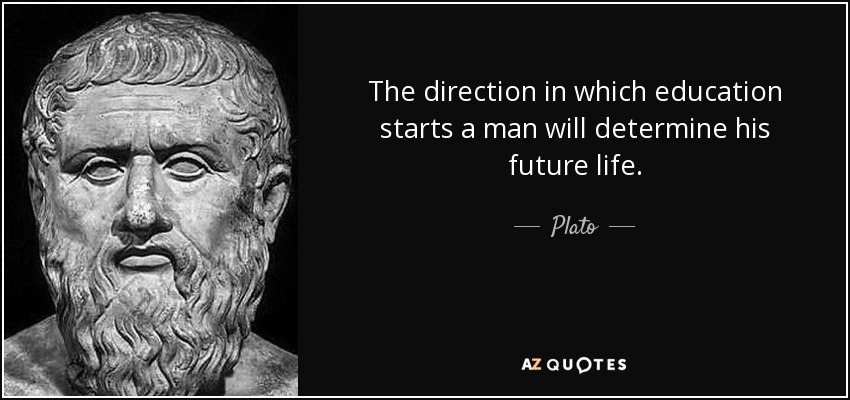 The direction in which education
starts a man will determine his
future life.
Plato
AZ QUOTES